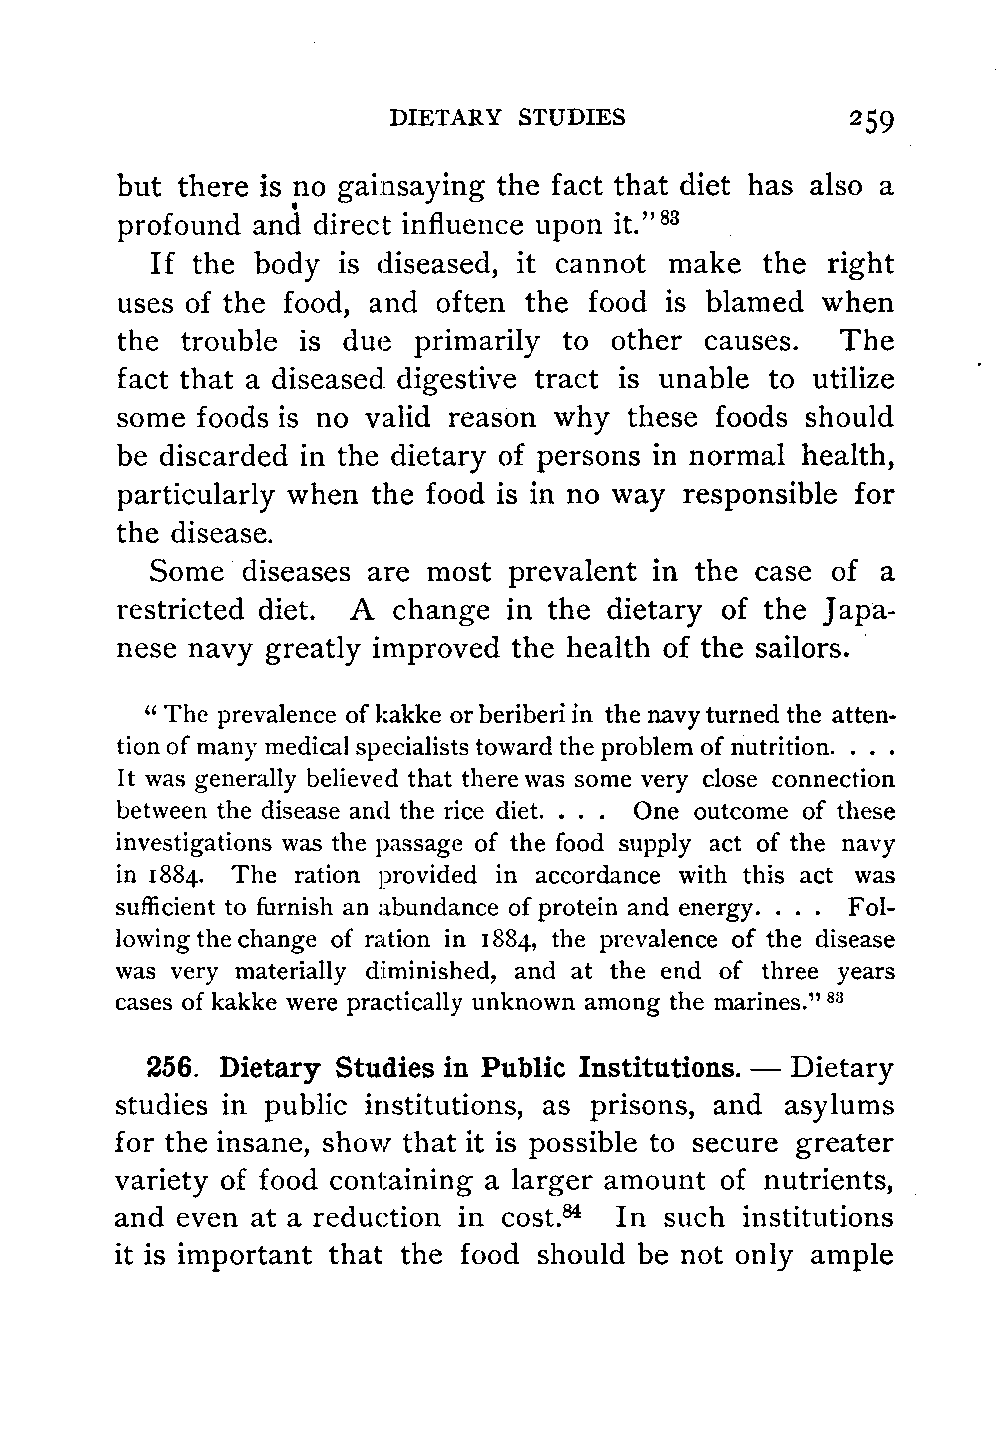 DIETARY STUDIES 259
but there is no gainsaying the fact that diet has also a
profound and direct influence upon it." 83
If the body is diseased, it cannot make the right
uses of the food, and often the food is blamed when
the trouble is due primarily to other causes. The
fact that a diseased digestive tract is unable to utilize
some foods is no valid reason why these foods should
be discarded in the dietary of persons in normal health,
particularly when the food is in no way responsible for
the disease.
Some diseases are most prevalent in the case of a
restricted diet. A change in the dietary of the Japa-
nese navy greatly improved the health of the sailors.
" The prevalence of kakke or beriberi in the navy turned the atten-
tion of many medical specialists toward the problem of nutrition. . . .
It was generally believed that there was some very close connection
between the disease and the rice diet. . . . One outcome of these
investigations was the passage of the food supply act of the navy
in 1884. The ration provided in accordance with this act was
sufficient to furnish an abundance of protein and energy. . . . Fol-
lowing the change of ration in 1884, the prevalence of the disease
was very materially diminished, and at the end of three years
cases of kakke were practically unknown among the marines." 83
256. Dietary Studies in Public Institutions. — Dietary
studies in public institutions, as prisons, and asylums
for the insane, show that it is possible to secure greater
variety of food containing a larger amount of nutrients,
and even at a reduction in cost.84 In such institutions
it is important that the food should be not only ample